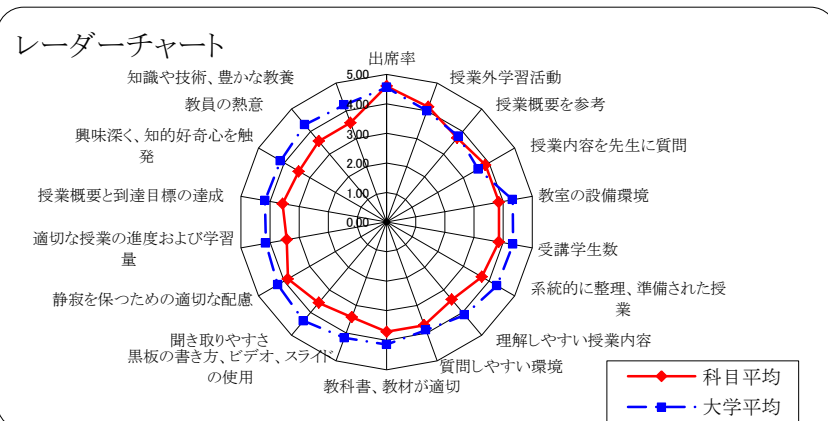 レーダーチャート
出席率
授業外学習活動
授業概要を参考
授業内容を先生に質問
教室の設備環境
受講学生数
系統的に整理、準備された授
業
理解しやすい授業内容
質問しやすい環境
教科書、教材が適切
黒板の書き方、ビデオ、スライド
の使用
聞き取りやすさ
静寂を保つための適切な配慮
適切な授業の進度および学習
量
授業概要と到達目標の達成
興味深く、知的好奇心を触
発
教員の熱意
知識や技術、豊かな教養
5.00
4.00
3.00
2.00
1.00
0.00
科目平均
大学平均